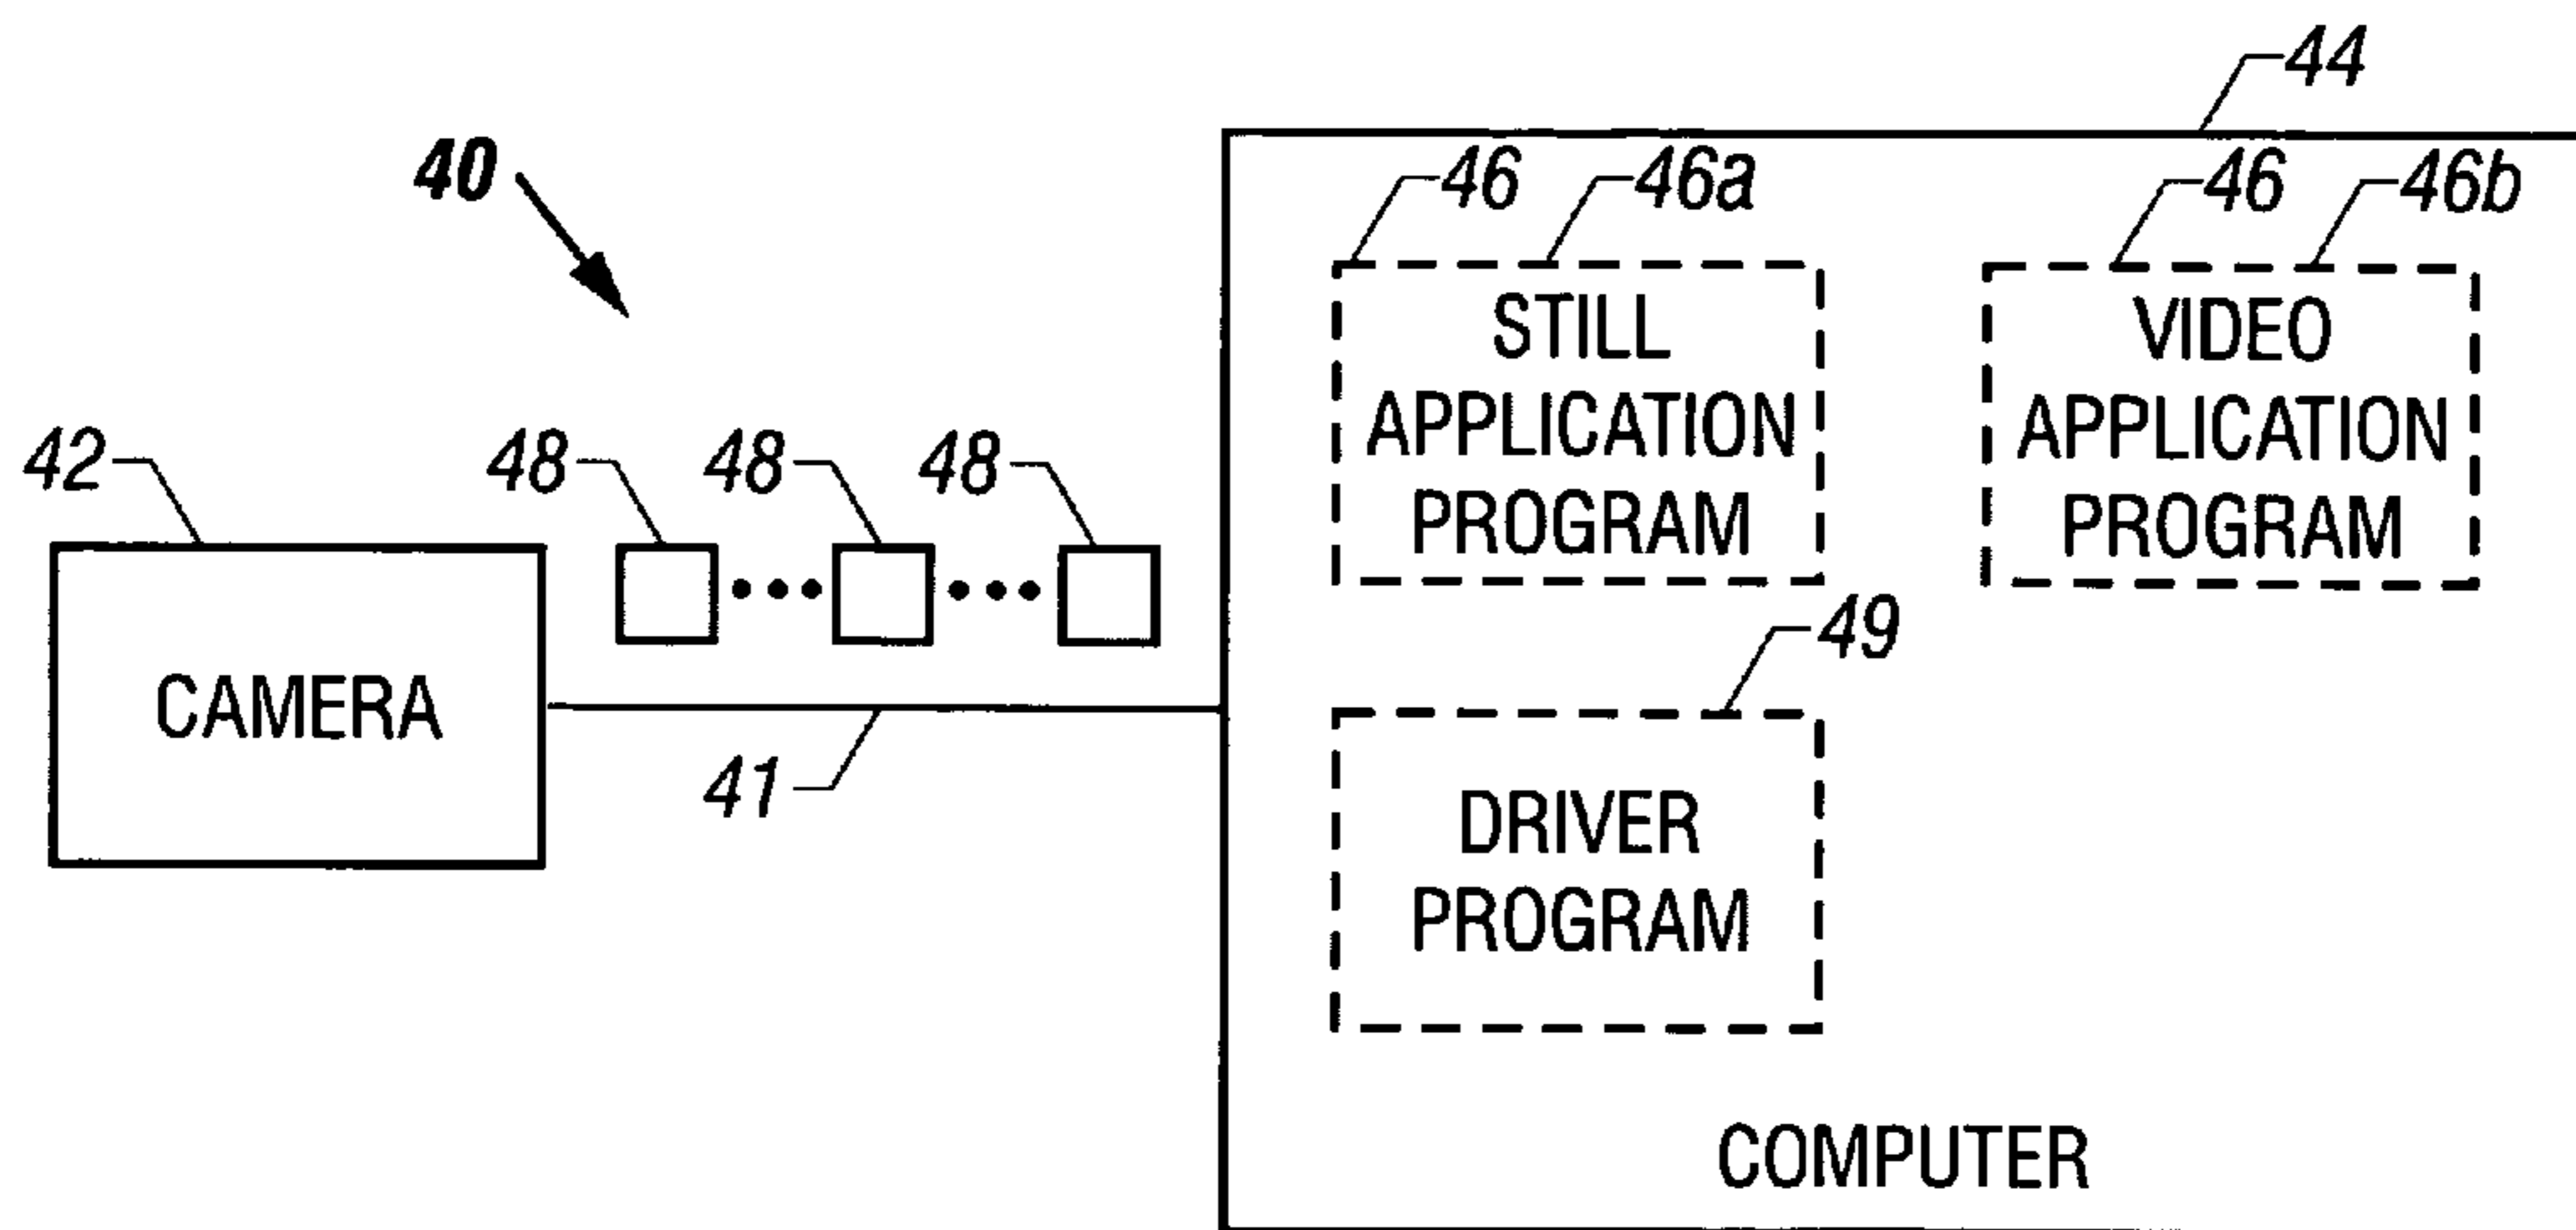 44
40
46 46a 46 46b
STILL
APPLICATION
PROGRAM
VIDEO
APPLICATION
PROGRAM
42 48 48 48
CAMERA
41
49
DRIVER
PROGRAM
COMPUTER